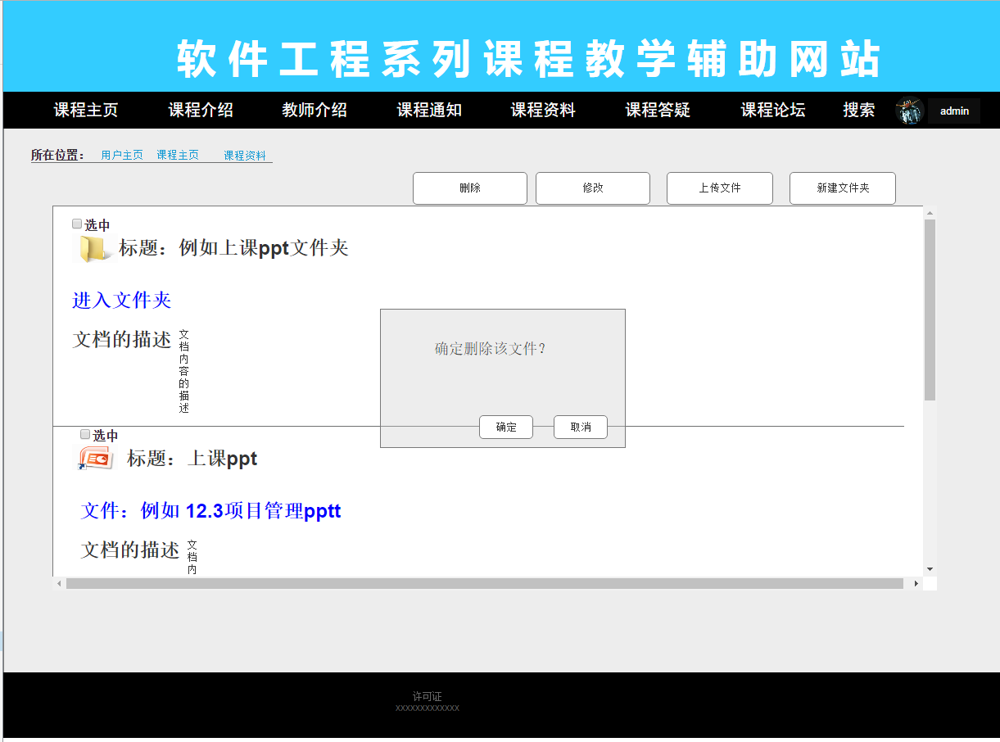 软件工程系列课程教学辅助网站
课程主页 课程介绍 教师介绍 课程通知 课程资料 课程答疑 课程论坛 搜索 admin
所在位置： 用户主页 课程主页 课程资料
删除 修改 上传文件 新建文件夹
选中
标题：例如上课ppt文件夹
进入文件夹
文档的描述
文
档
内
容
的
描
述
确定删除该文件?
确定 取消
选中
标题：上课ppt
文件：例如 12.3项目管理pptt
文档的描述
文
档
内
许可证
xxxxxxxxxxxxx